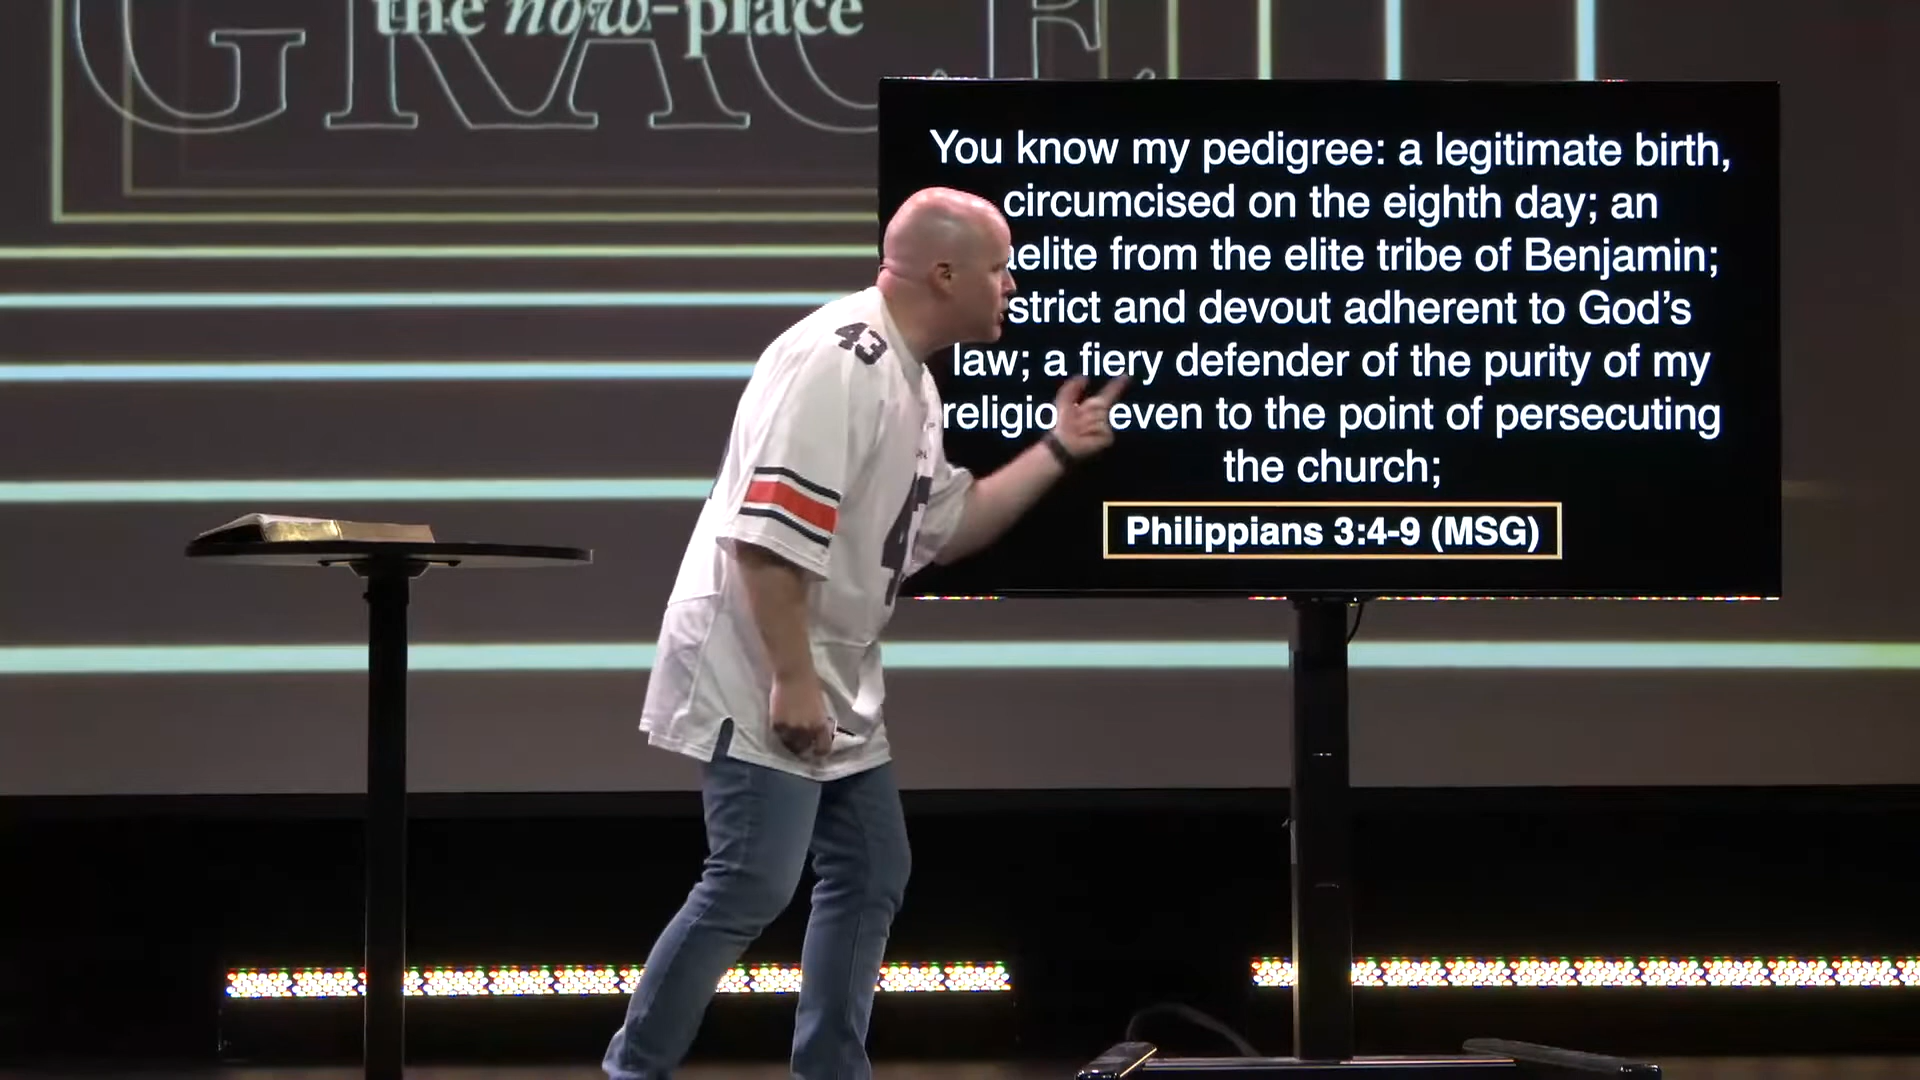 the now-place
GRACE
You know my pedigree: a legitimate birth,
circumcised on the eighth day; an
aelite from the elite tribe of Benjamin;
strict and devout adherent to God’s
law; a fiery defender of the purity of my
religio even to the point of persecuting
the church;
Philippians 3:4-9 (MSG)
43